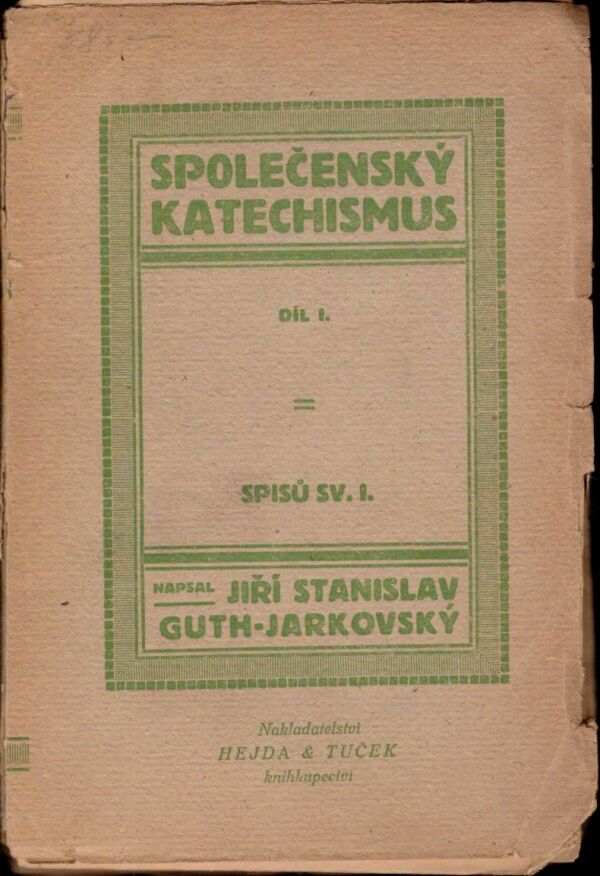 SPOLEČENSKÝ
KATECHISMUS
DÍL I.
=
SPISŮ SV. I.
NAPSAL JIŘÍ STANISLAV
GUTH-JARKOVSKÝ
Nakladatelství
HEJDA & TUČEK
knihkupectví